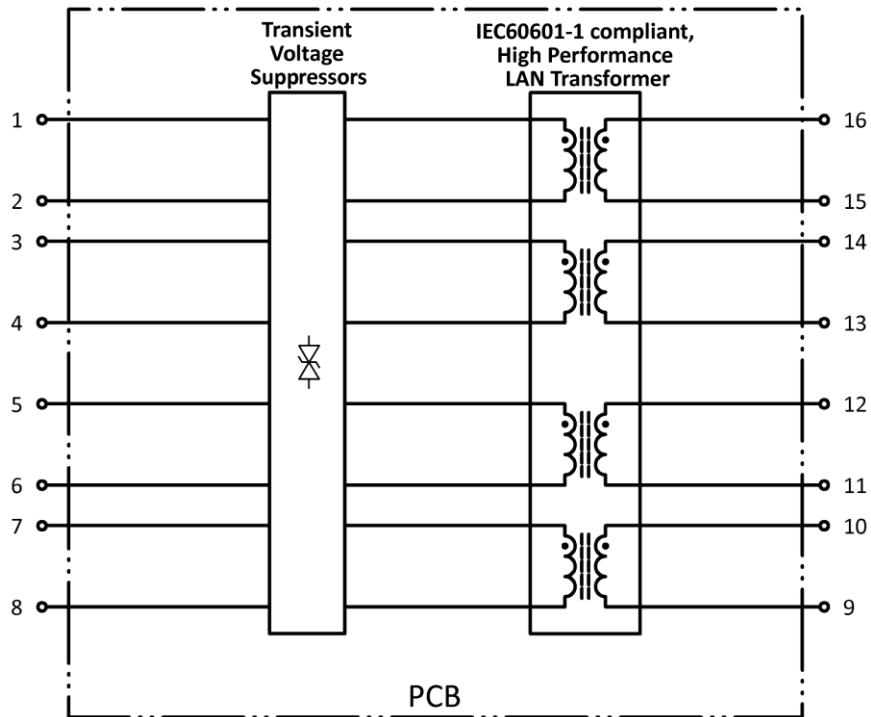 Transient
Voltage
Suppressors
IEC60601-1 compliant,
High Performance
LAN Transformer
1
16
2
15
3
14
4
13
5
12
6
11
7
10
8
9
PCB